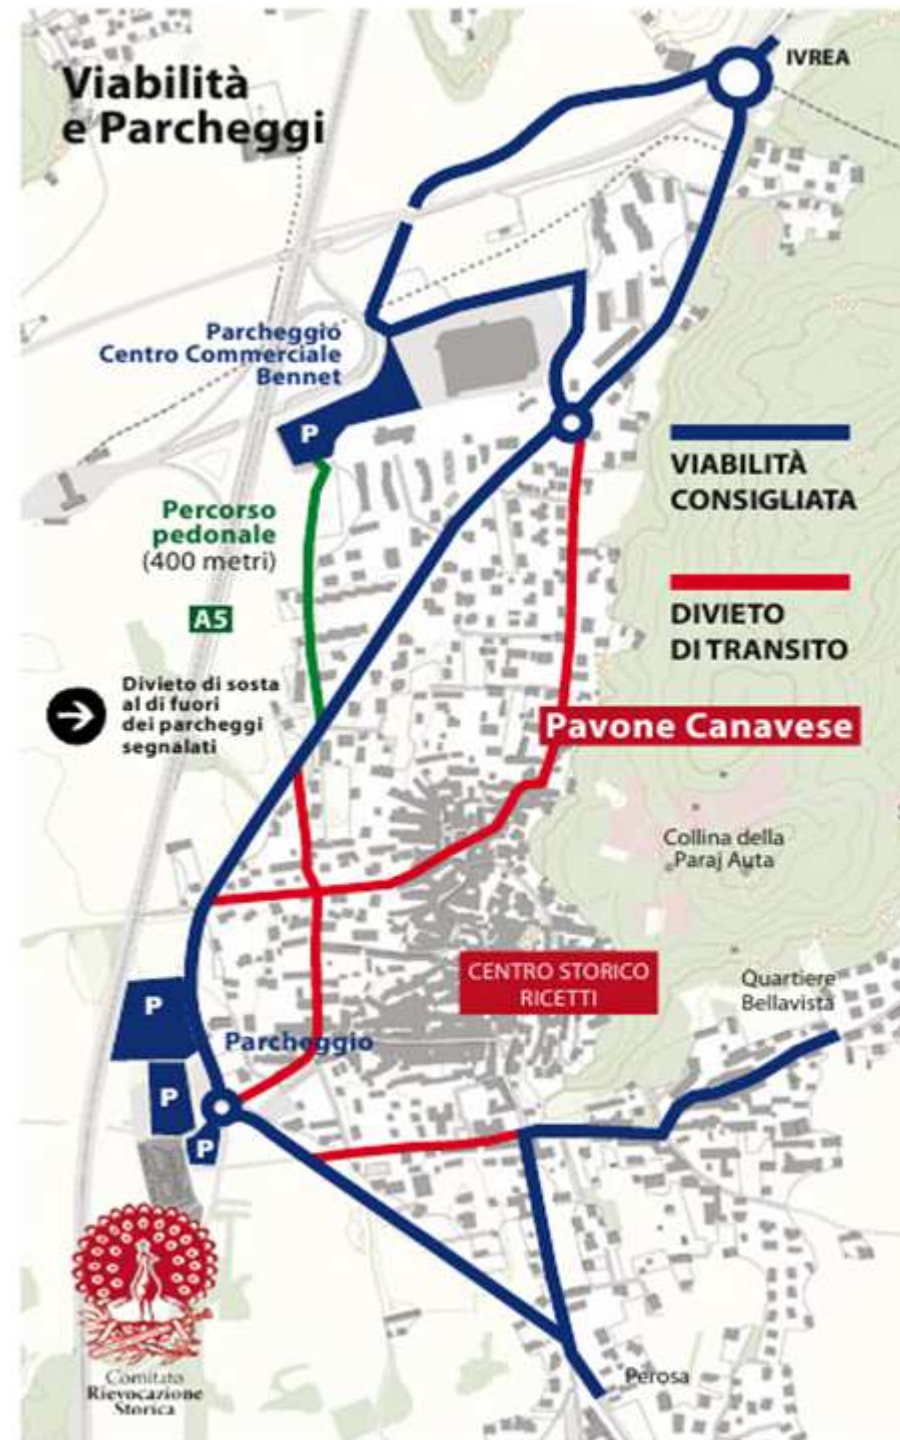 Viabilità
e Parcheggi
IVREA
Parcheggio
Centro Commerciale
Bennet
P
VIABILITÀ
CONSIGLIATA
Percorso
pedonale
(400 metri)
A5
DIVIETO
DI TRANSITO
Divieto di sosta
al di fuori
dei parcheggi
segnalati
Pavone Canavese
Collina della
Paraj Auta
CENTRO STORICO
RICETTI
Quartiere
Bellavista
P
Parcheggio
P
P
Comitato
Rievocazione
Storica
Perosa